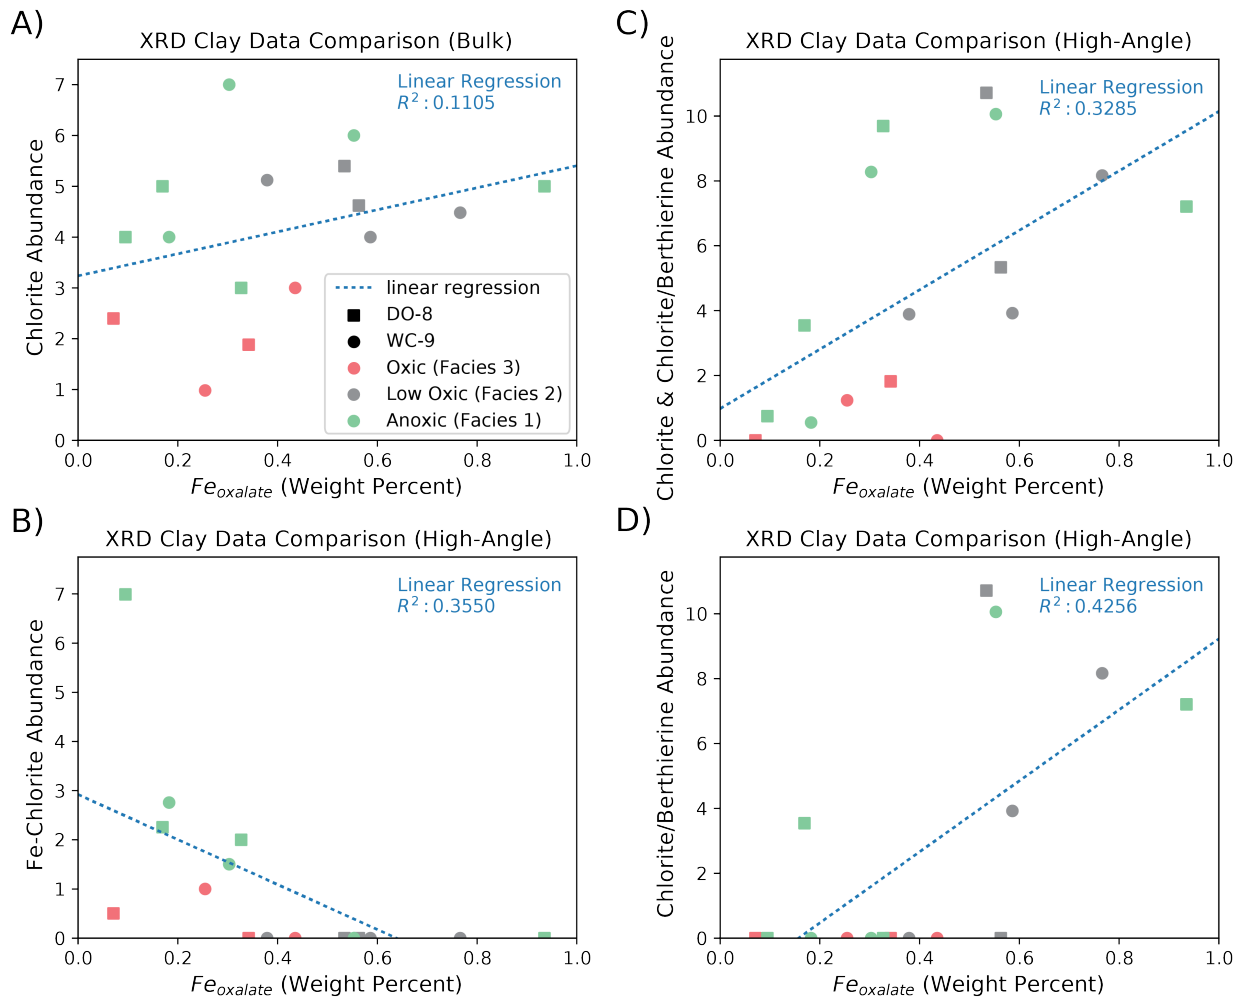 A)
XRD Clay Data Comparison (Bulk)
Linear Regression
R²: 0.1105
Chlorite Abundance
7
6
5
4
3
2
1
0
linear regression
DO-8
WC-9
Oxic (Facies 3)
Low Oxic (Facies 2)
Anoxic (Facies 1)
0.0 0.2 0.4 0.6 0.8 1.0
Fe oxalate (Weight Percent)
C)
XRD Clay Data Comparison (High-Angle)
Linear Regression
R²: 0.3285
Chlorite & Chlorite/Berthierine Abundance
10
8
6
4
2
0
0.0 0.2 0.4 0.6 0.8 1.0
Fe oxalate (Weight Percent)
B)
XRD Clay Data Comparison (High-Angle)
Linear Regression
R²: 0.3550
Fe-Chlorite Abundance
7
6
5
4
3
2
1
0
0.0 0.2 0.4 0.6 0.8 1.0
Fe oxalate (Weight Percent)
D)
XRD Clay Data Comparison (High-Angle)
Linear Regression
R²: 0.4256
Chlorite/Berthierine Abundance
10
8
6
4
2
0
0.0 0.2 0.4 0.6 0.8 1.0
Fe oxalate (Weight Percent)